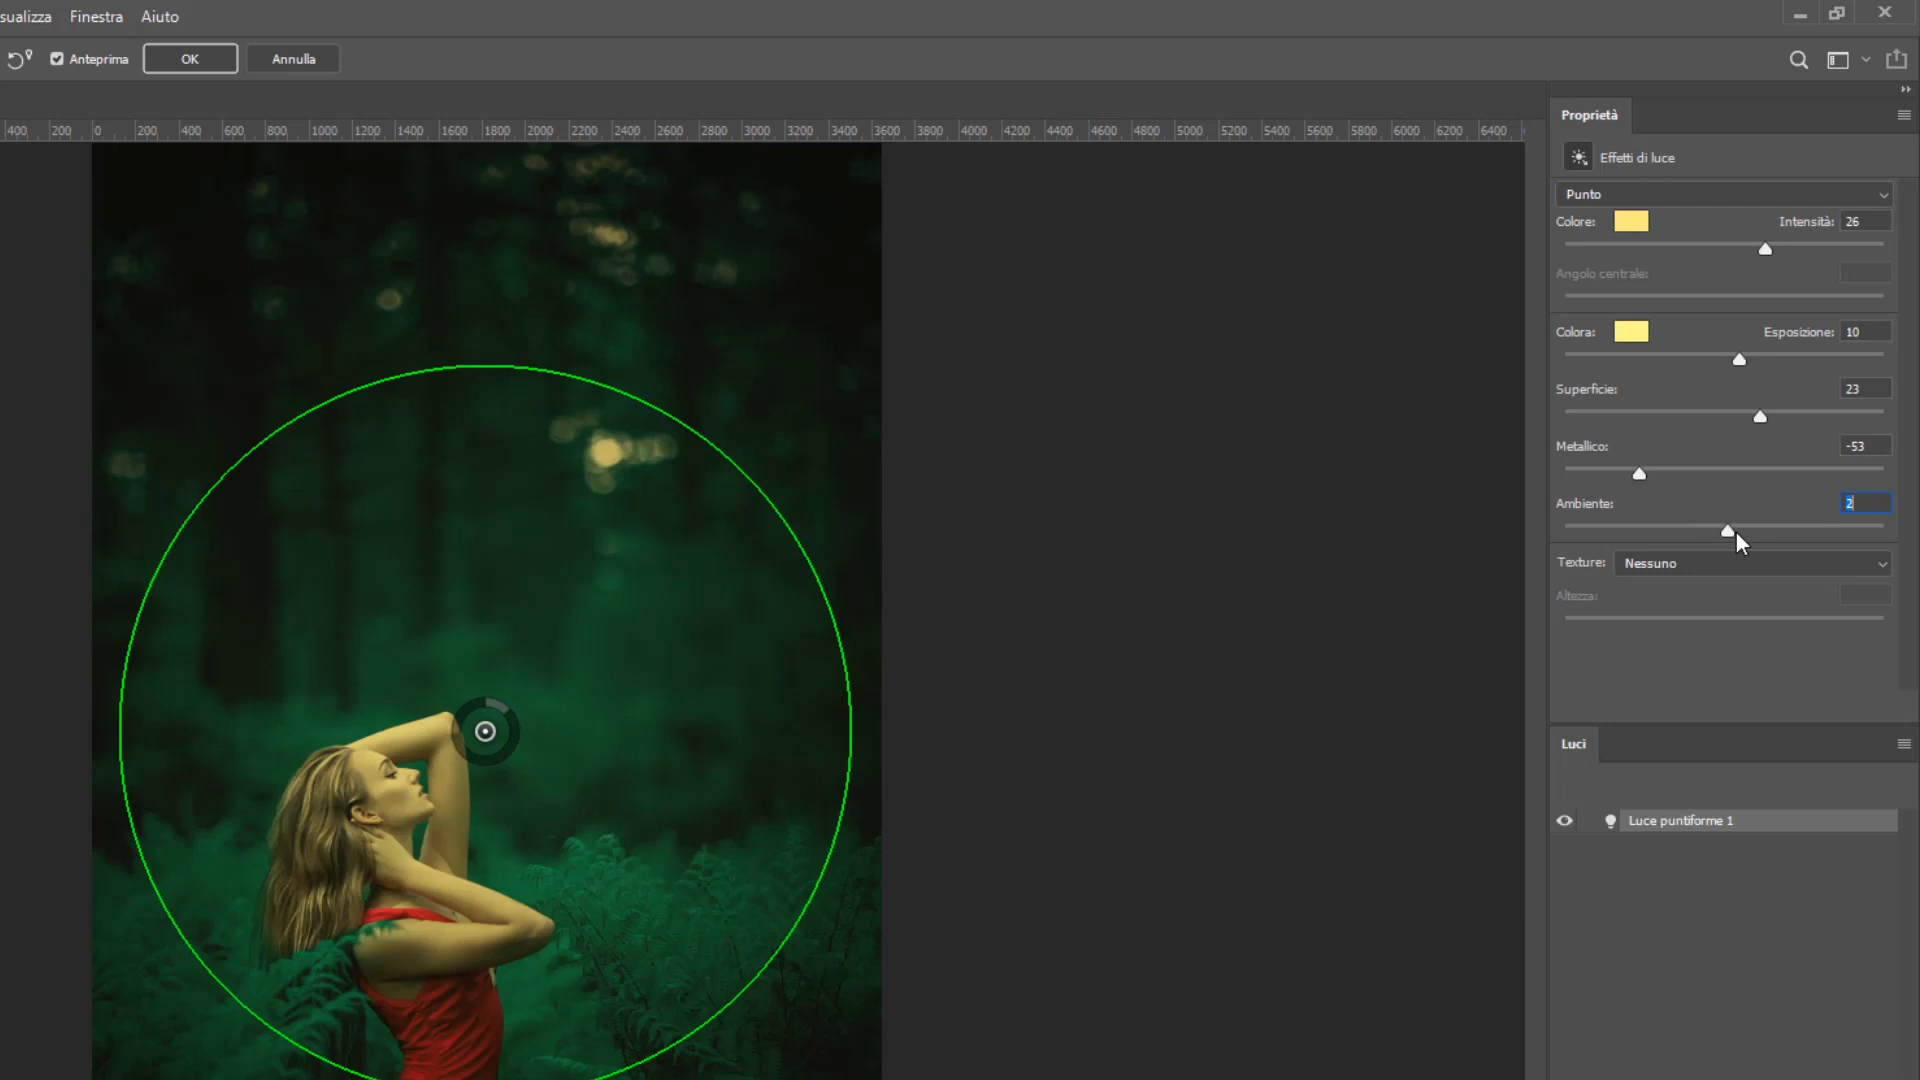 sualizza Finestra Aiuto
Anteprima OK Annulla
400 200 0 200 400 600 800 1000 1200 1400 1600 1800 2000 2200 2400 2600 2800 3000 3200 3400 3600 3800 4000 4200 4400 4600 4800 5000 5200 5400 5600 5800 6000 6200 6400
Proprietà
Effetti di luce
Punto
Colore: Intensità: 26
Angolo centrale:
Colora: Esposizione: 10
Superficie: 23
Metallico: -53
Ambiente: 2
Texture: Nessuno
Altezza:
Luci
Luce puntiforme 1